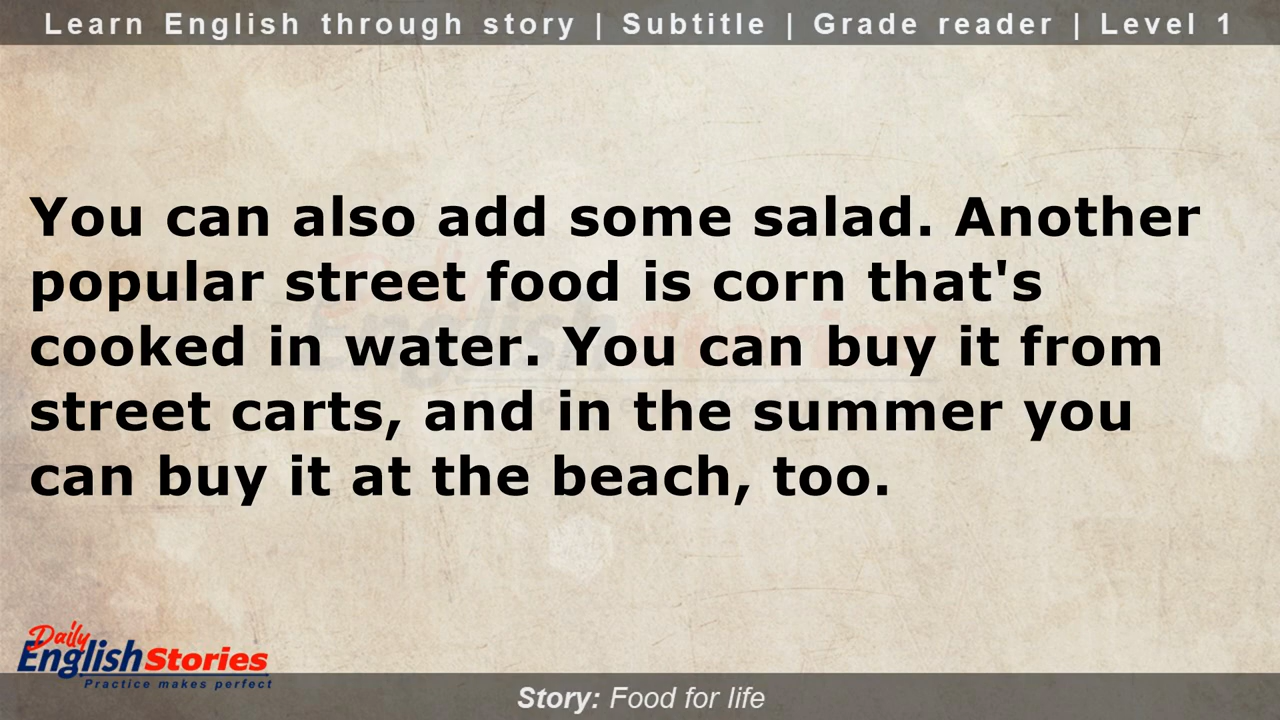 Learn English through story | Subtitle | Grade reader | Level 1
You can also add some salad. Another
popular street food is corn that's
cooked in water. You can buy it from
street carts, and in the summer you
can buy it at the beach, too.
Daily
English Stories
Practice makes perfect
Story: Food for life